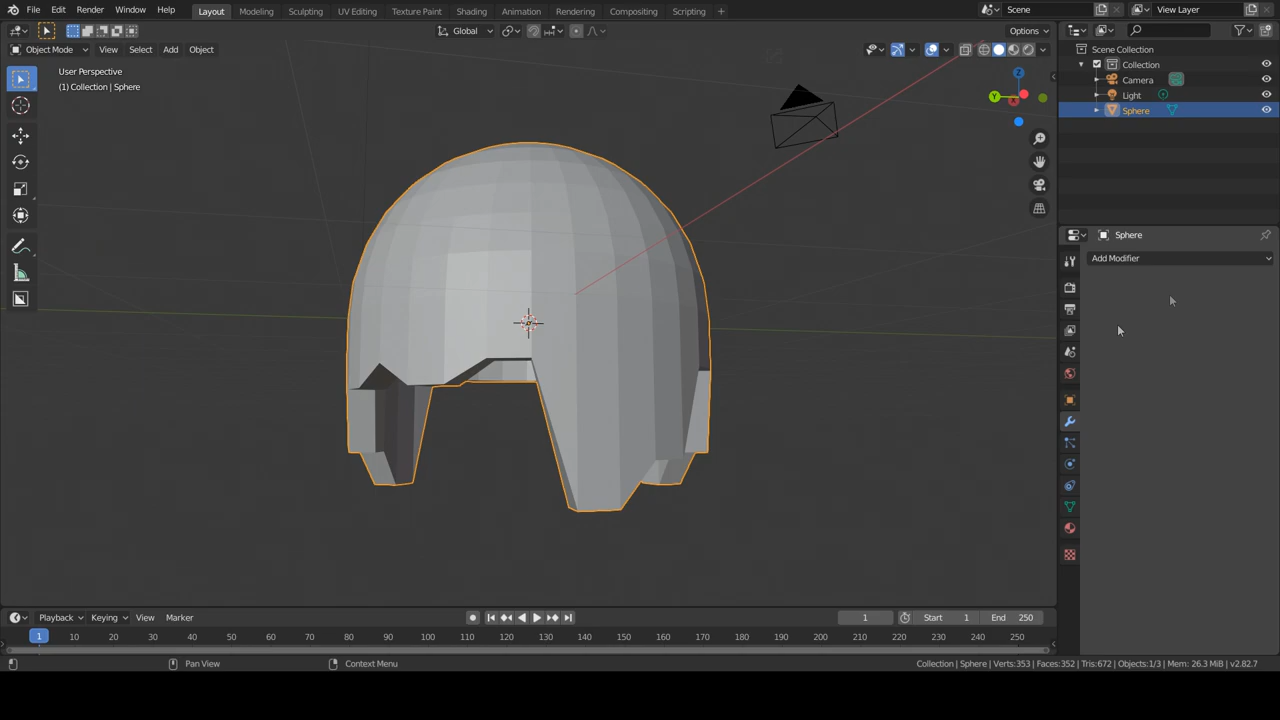 File Edit Render Window Help Layout Modeling Sculpting UV Editing Texture Paint Shading Animation Rendering Compositing Scripting + Scene View Layer
Global Options
Object Mode View Select Add Object
User Perspective
(1) Collection | Sphere
Z
Y
X
Scene Collection
Collection
Camera
Light
Sphere
Sphere
Add Modifier
Playback Keying View Marker 1 Start 1 End 250
1 10 20 30 40 50 60 70 80 90 100 110 120 130 140 150 160 170 180 190 200 210 220 230 240 250
Pan View Context Menu Collection | Sphere | Verts:353 | Faces:352 | Tris:672 | Objects:1/3 | Mem: 26.3 MiB | v2.82.7